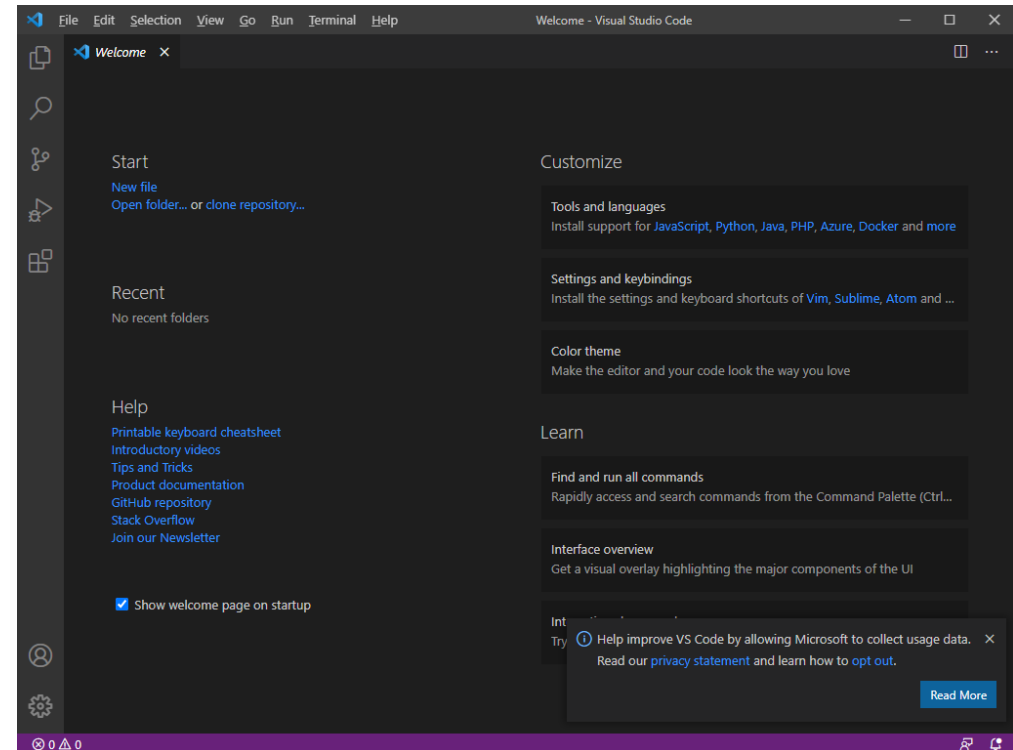 File Edit Selection View Go Run Terminal Help
Welcome - Visual Studio Code
Welcome
Start
New file
Open folder... or clone repository...
Recent
No recent folders
Help
Printable keyboard cheatsheet
Introductory videos
Tips and Tricks
Product documentation
GitHub repository
Stack Overflow
Join our Newsletter
Show welcome page on startup
Customize
Tools and languages
Install support for JavaScript, Python, Java, PHP, Azure, Docker and more
Settings and keybindings
Install the settings and keyboard shortcuts of Vim, Sublime, Atom and ...
Color theme
Make the editor and your code look the way you love
Learn
Find and run all commands
Rapidly access and search commands from the Command Palette (Ctrl...
Interface overview
Get a visual overlay highlighting the major components of the UI
Try
Help improve VS Code by allowing Microsoft to collect usage data.
Read our privacy statement and learn how to opt out.
Read More
0 0